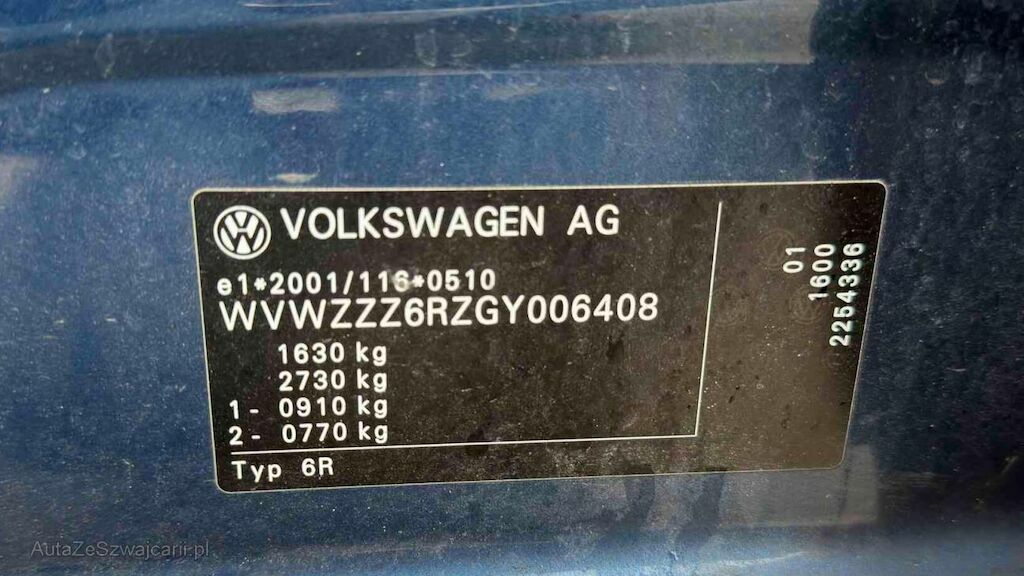 VOLKSWAGEN AG
e1*2001/116*0510
WVWZZZ6RZGY006408
1630 kg
2730 kg
1- 0910 kg
2- 0770 kg
Typ 6R
01
1600
2254336
AutaZeSzwajcarii.pl